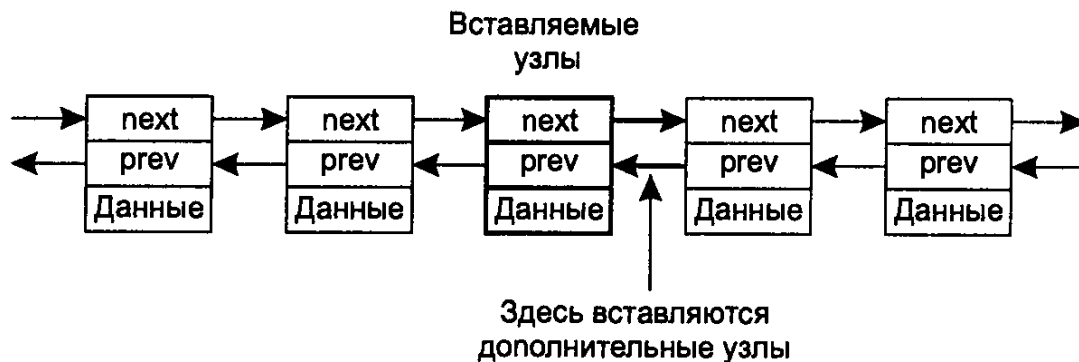 Вставляемые
узлы
next next next next next
prev prev prev prev prev
Данные Данные Данные Данные Данные
Здесь вставляются
дополнительные узлы